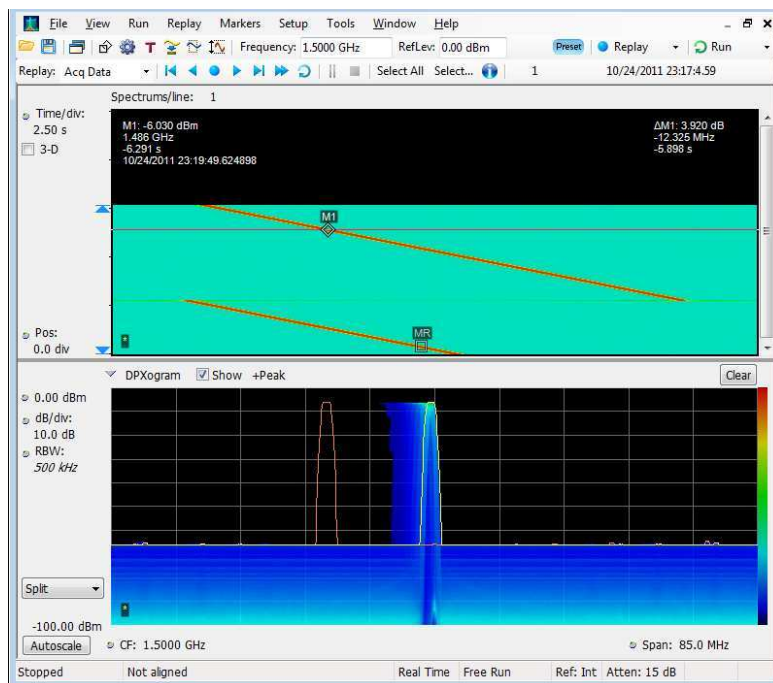 File View Run Replay Markers Setup Tools Window Help
T Frequency: 1.5000 GHz RefLev: 0.00 dBm Preset Replay Run
Replay: Acq Data Select All Select... 1 10/24/2011 23:17:4.59
Spectrums/line: 1
Time/div:
2.50 s
3-D
M1: -6.030 dBm
1.486 GHz
-6.291 s
10/24/2011 23:19:49.624898
ΔM1: 3.920 dB
-12.325 MHz
-5.898 s
M1
MR
Pos:
0.0 div
DPXogram Show +Peak Clear
0.00 dBm
dB/div:
10.0 dB
RBW:
500 kHz
Split
-100.00 dBm
Autoscale CF: 1.5000 GHz Span: 85.0 MHz
Stopped Not aligned Real Time Free Run Ref: Int Atten: 15 dB